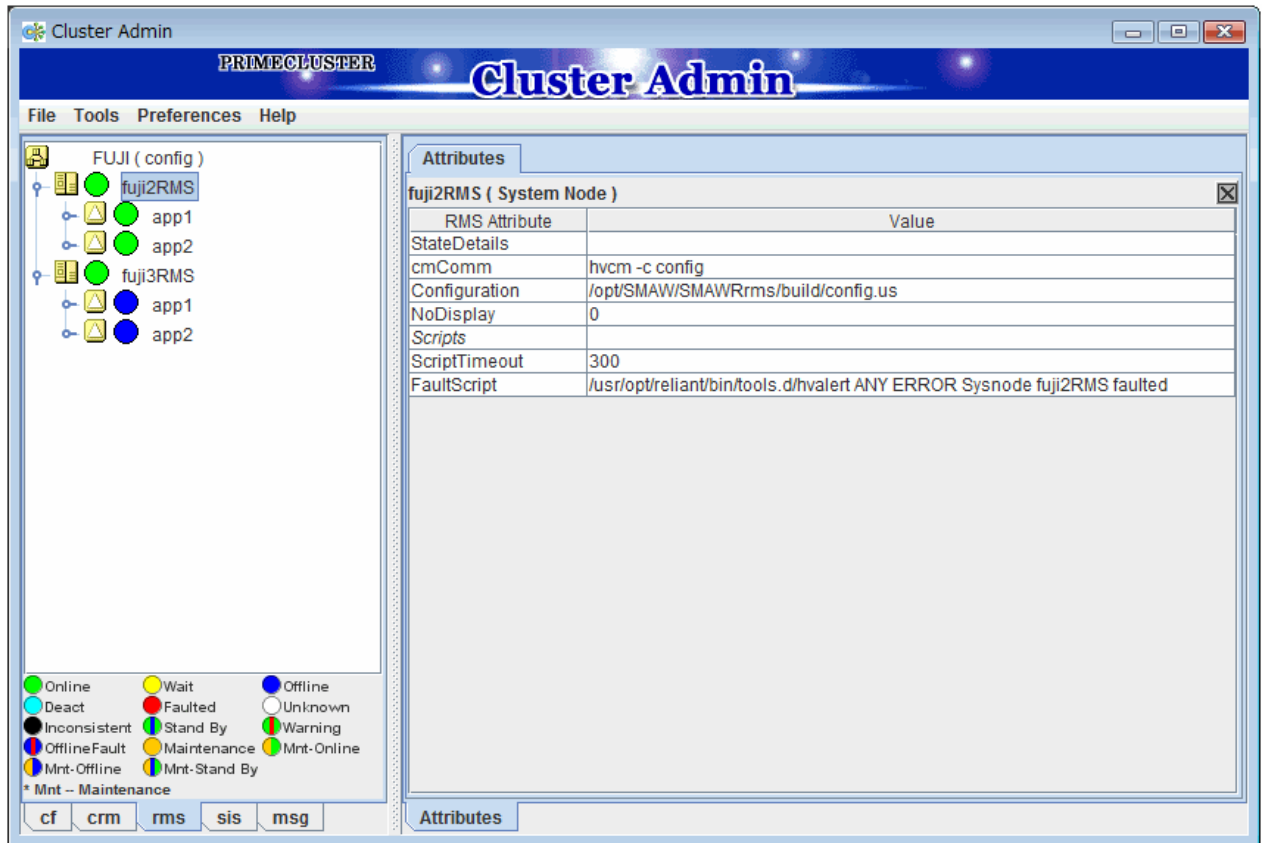 Cluster Admin
PRIMECLUSTER
Cluster Admin
File Tools Preferences Help
FUJI ( config )
fuji2RMS
app1
app2
fuji3RMS
app1
app2
Online Wait Offline
Deact Faulted Unknown
Inconsistent Stand By Warning
OfflineFault Maintenance Mnt-Online
Mnt-Offline Mnt-Stand By
* Mnt -- Maintenance
cf crm rms sis msg
Attributes
fuji2RMS ( System Node )
RMS Attribute Value
StateDetails
cmComm hvcm -c config
Configuration /opt/SMAW/SMAWRrms/build/config.us
NoDisplay 0
Scripts
ScriptTimeout 300
FaultScript /usr/opt/reliant/bin/tools.d/hvalert ANY ERROR Sysnode fuji2RMS faulted
Attributes